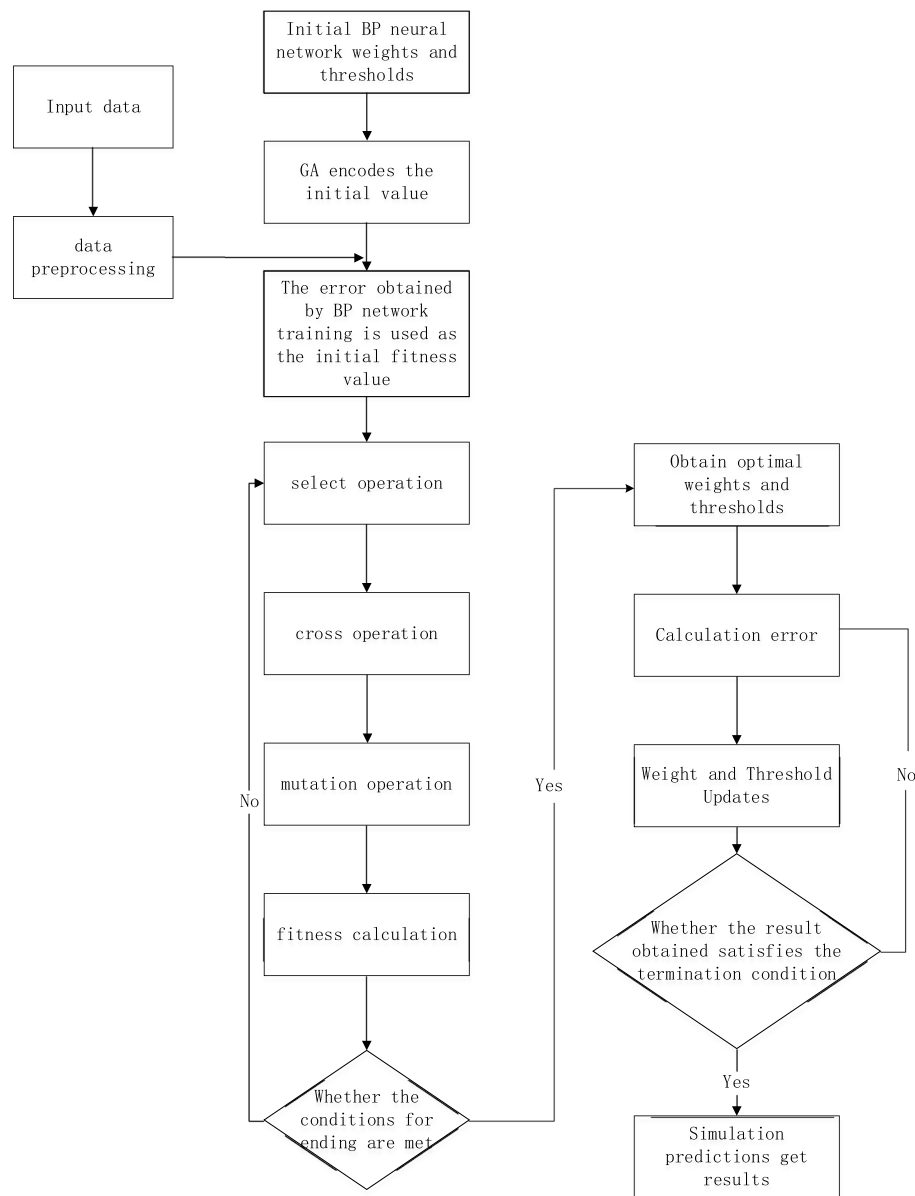 Initial BP neural
network weights and
thresholds
Input data
GA encodes the
initial value
data
preprocessing
The error obtained
by BP network
training is used as
the initial fitness
value
select operation
cross operation
mutation operation
fitness calculation
Whether the
conditions for
ending are met
No
Yes
Obtain optimal
weights and
thresholds
Calculation error
Weight and Threshold
Updates
No
Whether the result
obtained satisfies the
termination condition
Yes
Simulation
predictions get
results